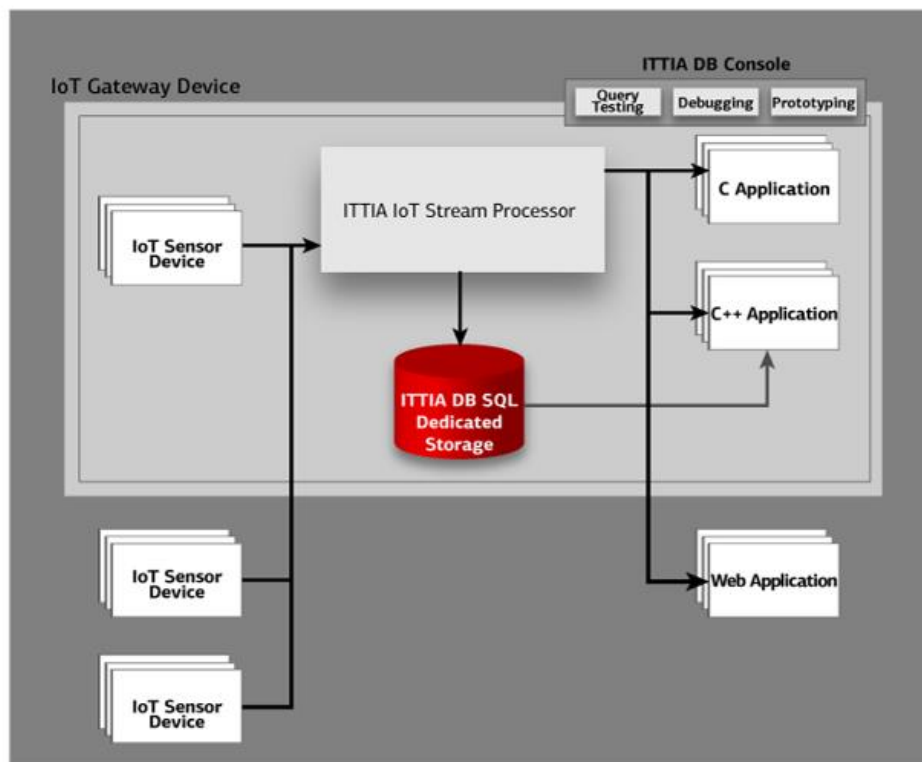 ITTIA DB Console
IoT Gateway Device
Query
Testing
Debugging
Prototyping
ITTIA IoT Stream Processor
C Application
IoT Sensor
Device
C++ Application
ITTIA DB SQL
Dedicated
Storage
IoT Sensor
Device
Web Application
IoT Sensor
Device